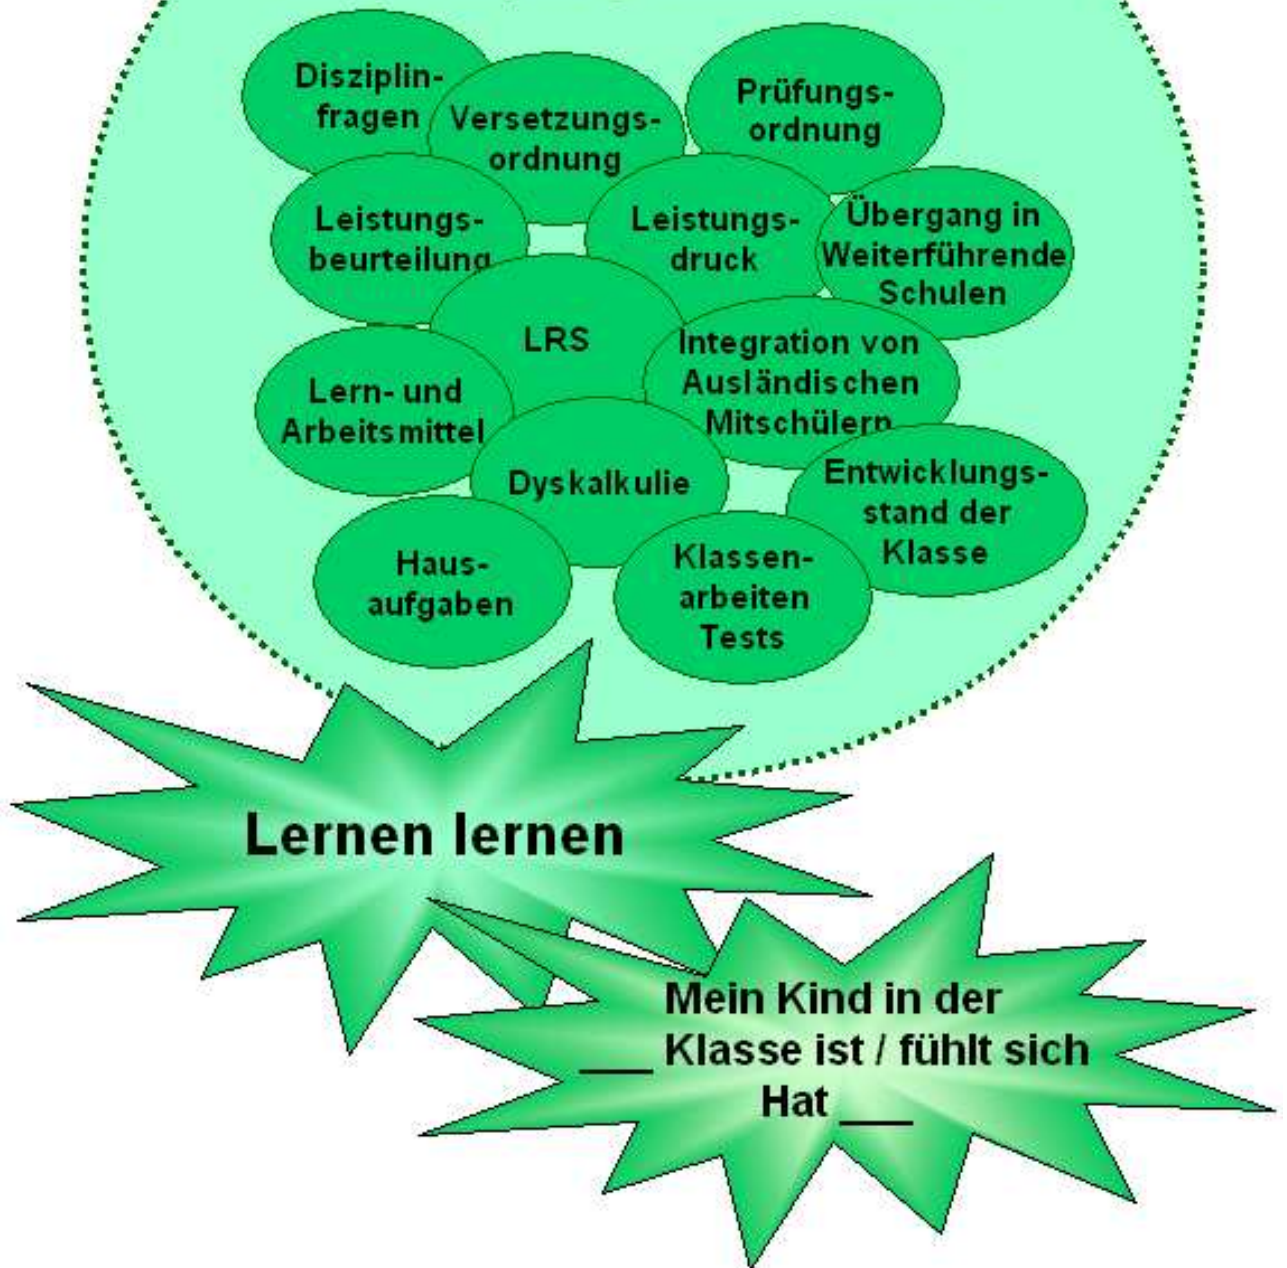 Disziplin-
fragen
Versetzungs-
ordnung
Prüfungs-
ordnung
Leistungs-
beurteilung
Leistungs-
druck
Übergang in
Weiterführende
Schulen
LRS
Integration von
Ausländischen
Mitschülern
Lern- und
Arbeitsmittel
Dyskalkulie
Entwicklungs-
stand der
Klasse
Haus-
aufgaben
Klassen-
arbeiten
Tests
Lernen lernen
Mein Kind in der
___ Klasse ist / fühlt sich
Hat ___